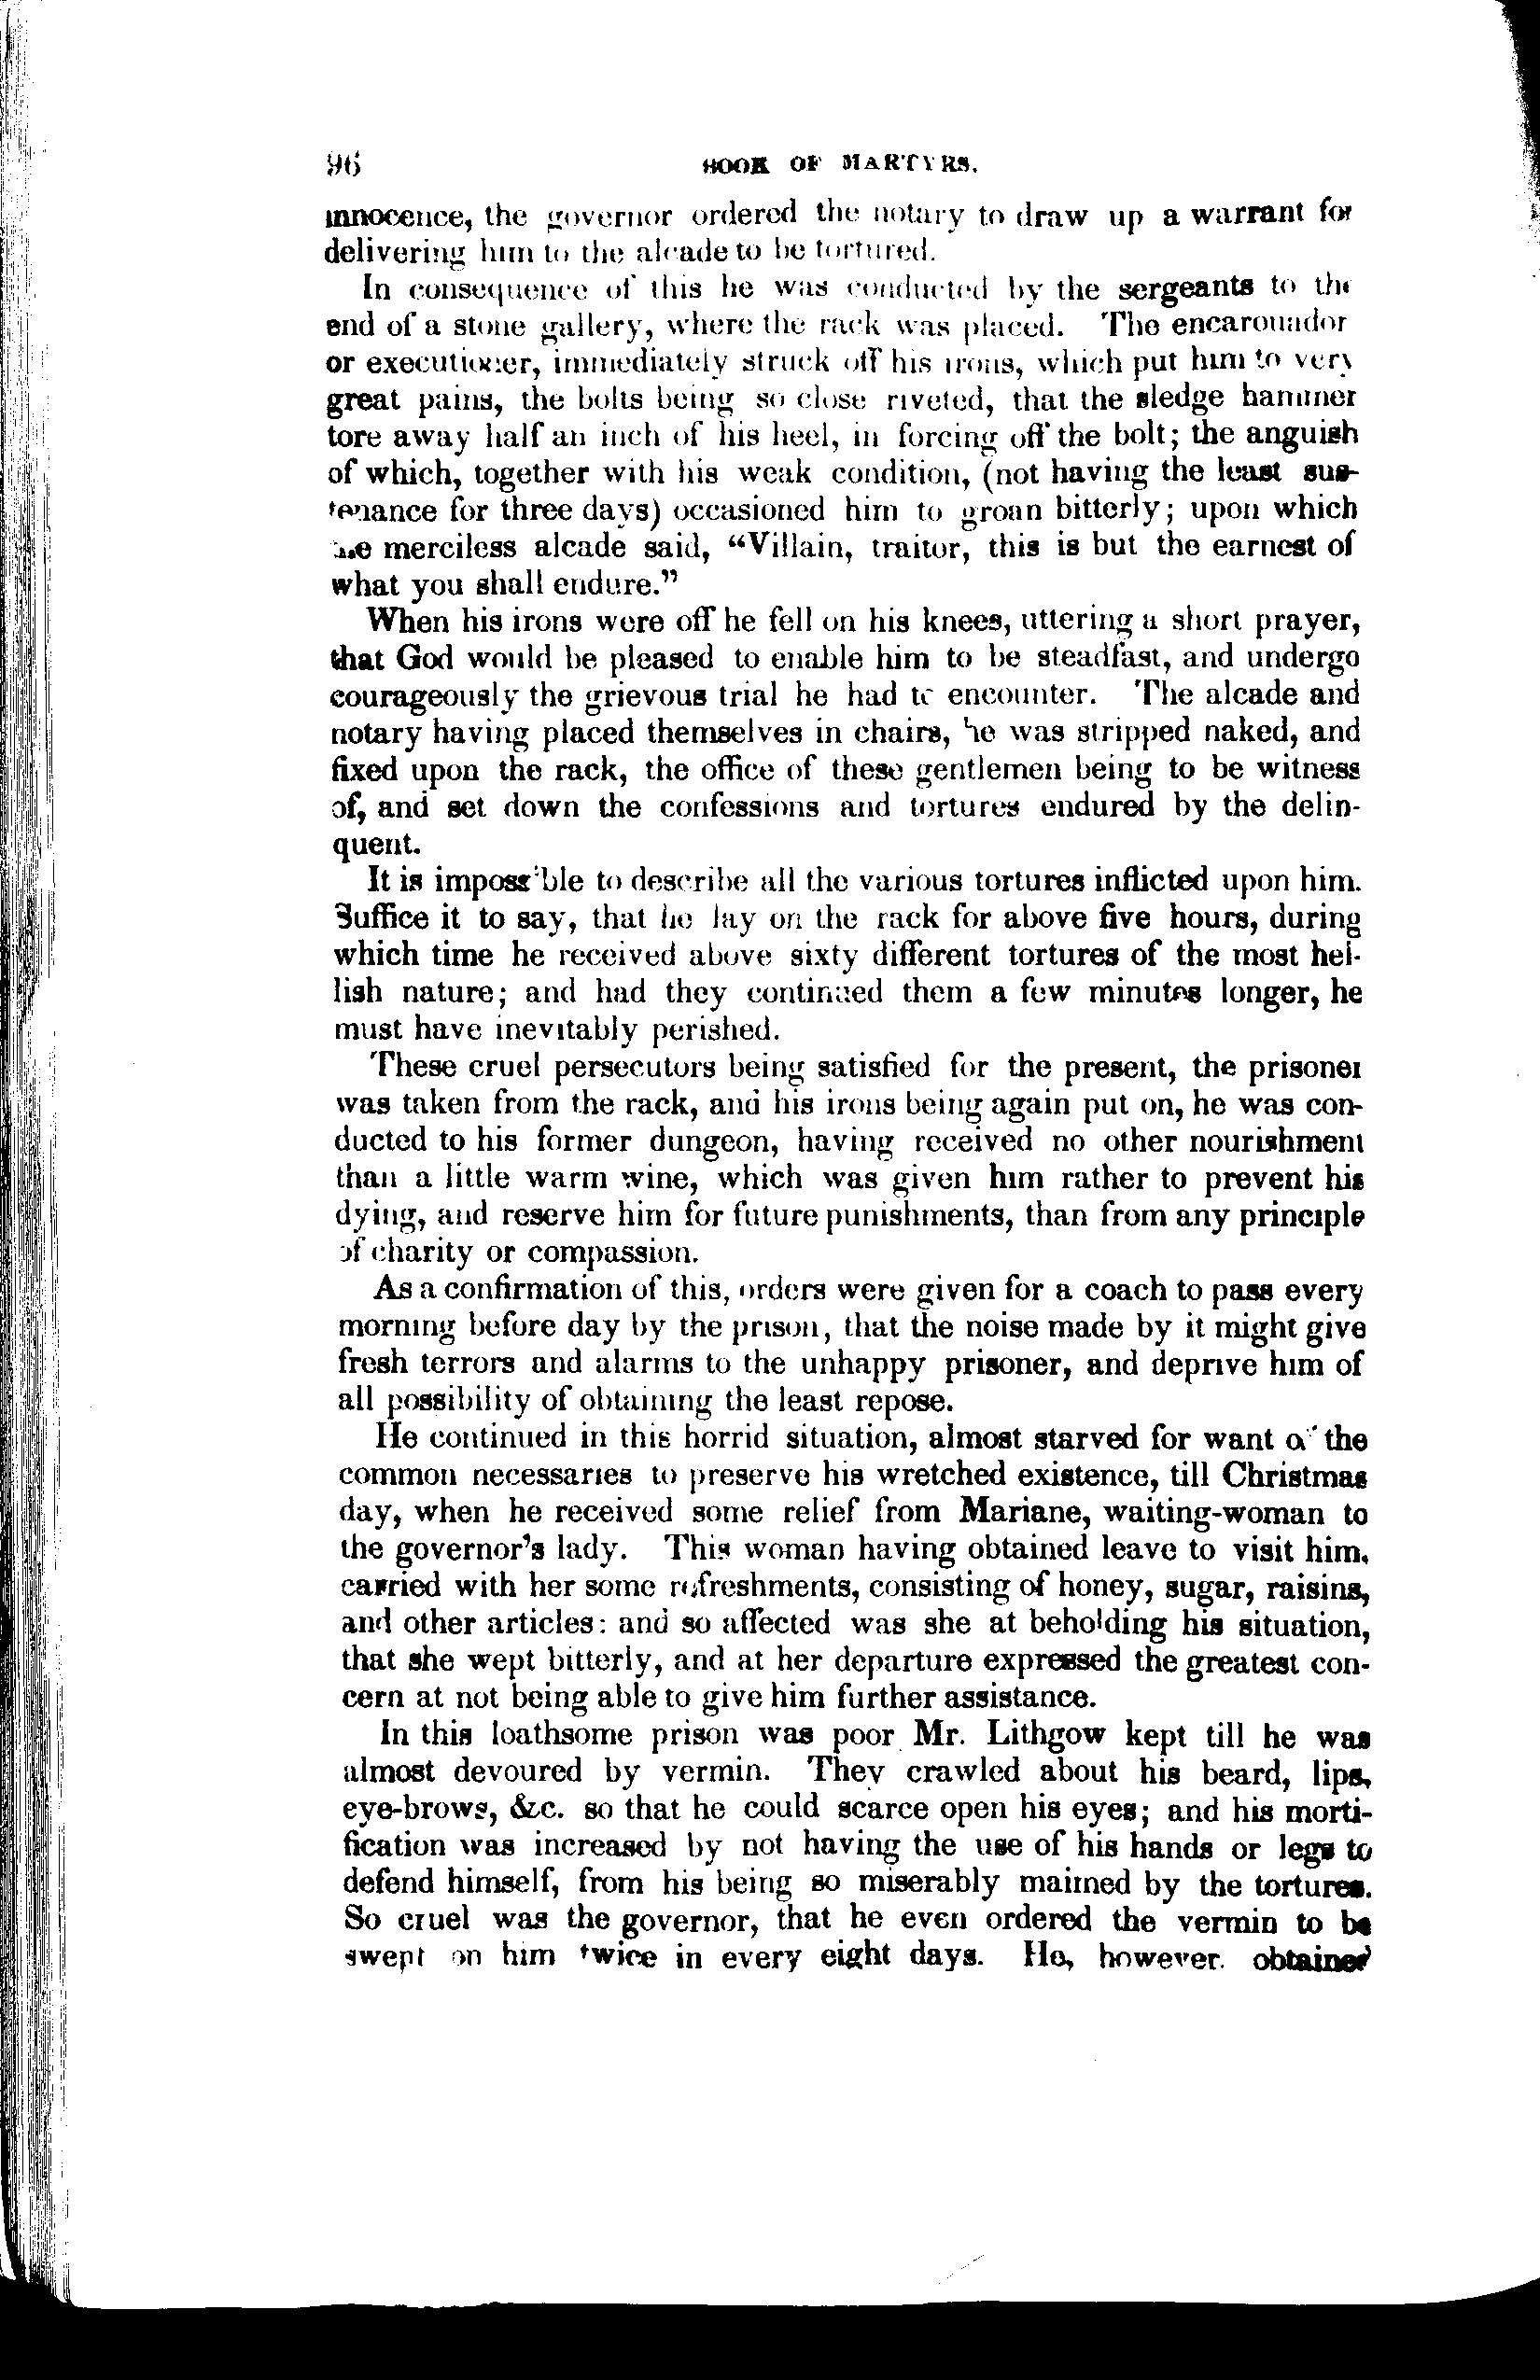 96 BOOK OF MARTYRS.
innocence, the governor ordered the notary to draw up a warrant for
delivering him to the alcade to be tortured.
In consequence of this he was conducted by the sergeants to the
end of a stone gallery, where the rack was placed. The encarouador
or executioner, immediately struck off his irons, which put him to very
great pains, the bolts being so close riveted, that the sledge hammer
tore away half an inch of his heel, in forcing off the bolt; the anguish
of which, together with his weak condition, (not having the least sus-
tenance for three days) occasioned him to groan bitterly; upon which
the merciless alcade said, “Villain, traitor, this is but the earnest of
what you shall endure.”
When his irons were off he fell on his knees, uttering a short prayer,
that God would be pleased to enable him to be steadfast, and undergo
courageously the grievous trial he had to encounter. The alcade and
notary having placed themselves in chairs, he was stripped naked, and
fixed upon the rack, the office of these gentlemen being to be witness
of, and set down the confessions and tortures endured by the delin-
quent.
It is impossible to describe all the various tortures inflicted upon him.
Suffice it to say, that he lay on the rack for above five hours, during
which time he received above sixty different tortures of the most hel-
lish nature; and had they continued them a few minutes longer, he
must have inevitably perished.
These cruel persecutors being satisfied for the present, the prisoner
was taken from the rack, and his irons being again put on, he was con-
ducted to his former dungeon, having received no other nourishment
than a little warm wine, which was given him rather to prevent his
dying, and reserve him for future punishments, than from any principle
of charity or compassion.
As a confirmation of this, orders were given for a coach to pass every
morning before day by the prison, that the noise made by it might give
fresh terrors and alarms to the unhappy prisoner, and deprive him of
all possibility of obtaining the least repose.
He continued in this horrid situation, almost starved for want of the
common necessaries to preserve his wretched existence, till Christmas
day, when he received some relief from Mariane, waiting-woman to
the governor's lady. This woman having obtained leave to visit him,
carried with her some refreshments, consisting of honey, sugar, raisins,
and other articles: and so affected was she at beholding his situation,
that she wept bitterly, and at her departure expressed the greatest con-
cern at not being able to give him further assistance.
In this loathsome prison was poor Mr. Lithgow kept till he was
almost devoured by vermin. They crawled about his beard, lips,
eye-brows, &c. so that he could scarce open his eyes; and his morti-
fication was increased by not having the use of his hands or legs to
defend himself, from his being so miserably maimed by the tortures.
So cruel was the governor, that he even ordered the vermin to be
swept on him twice in every eight days. He, however, obtained